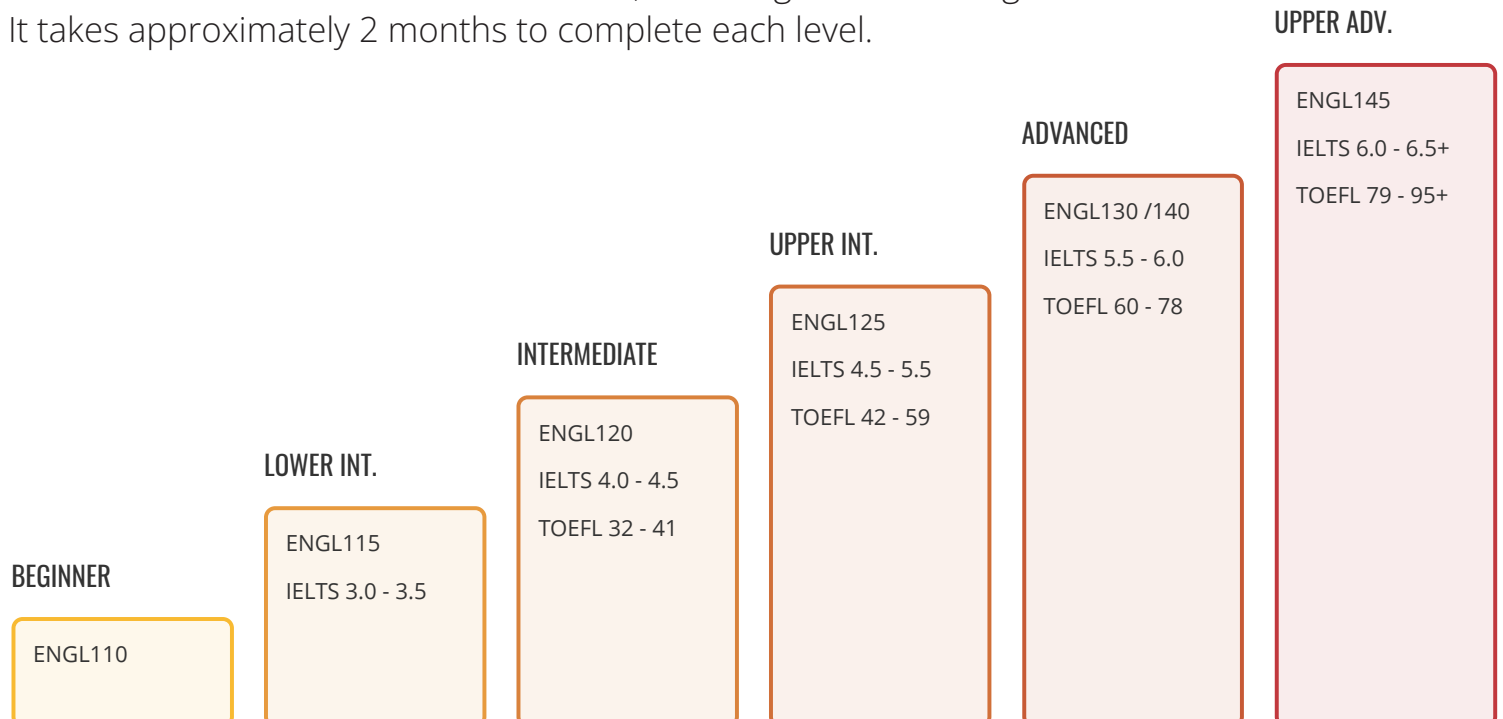 It takes approximately 2 months to complete each level.
UPPER ADV.
ENGL145
IELTS 6.0 - 6.5+
TOEFL 79 - 95+
ADVANCED
ENGL130 /140
IELTS 5.5 - 6.0
TOEFL 60 - 78
UPPER INT.
ENGL125
IELTS 4.5 - 5.5
TOEFL 42 - 59
INTERMEDIATE
ENGL120
IELTS 4.0 - 4.5
TOEFL 32 - 41
LOWER INT.
ENGL115
IELTS 3.0 - 3.5
BEGINNER
ENGL110